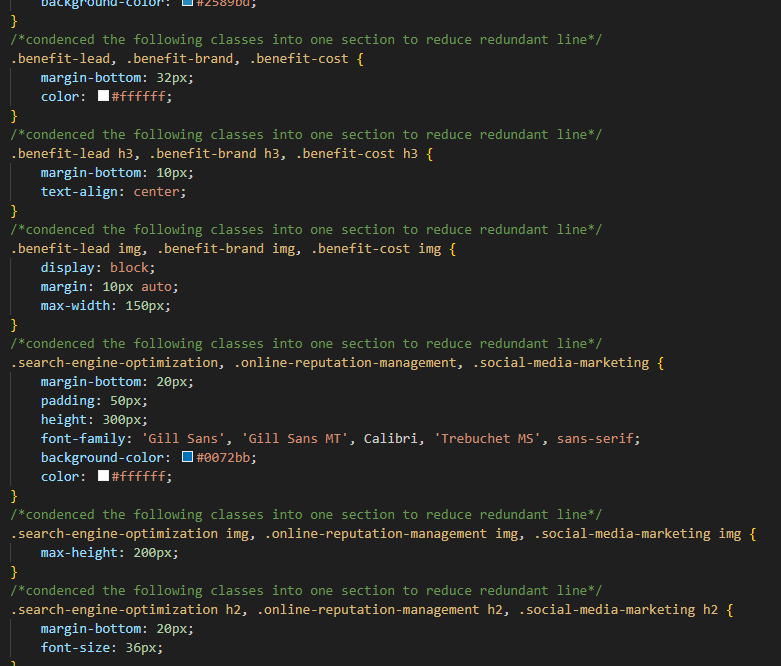 background-color: #2589bd;
}
/*condenced the following classes into one section to reduce redundant line*/
.benefit-lead, .benefit-brand, .benefit-cost {
    margin-bottom: 32px;
    color: #ffffff;
}
/*condenced the following classes into one section to reduce redundant line*/
.benefit-lead h3, .benefit-brand h3, .benefit-cost h3 {
    margin-bottom: 10px;
    text-align: center;
}
/*condenced the following classes into one section to reduce redundant line*/
.benefit-lead img, .benefit-brand img, .benefit-cost img {
    display: block;
    margin: 10px auto;
    max-width: 150px;
}
/*condenced the following classes into one section to reduce redundant line*/
.search-engine-optimization, .online-reputation-management, .social-media-marketing {
    margin-bottom: 20px;
    padding: 50px;
    height: 300px;
    font-family: 'Gill Sans', 'Gill Sans MT', Calibri, 'Trebuchet MS', sans-serif;
    background-color: #0072bb;
    color: #ffffff;
}
/*condenced the following classes into one section to reduce redundant line*/
.search-engine-optimization img, .online-reputation-management img, .social-media-marketing img {
    max-height: 200px;
}
/*condenced the following classes into one section to reduce redundant line*/
.search-engine-optimization h2, .online-reputation-management h2, .social-media-marketing h2 {
    margin-bottom: 20px;
    font-size: 36px;
}